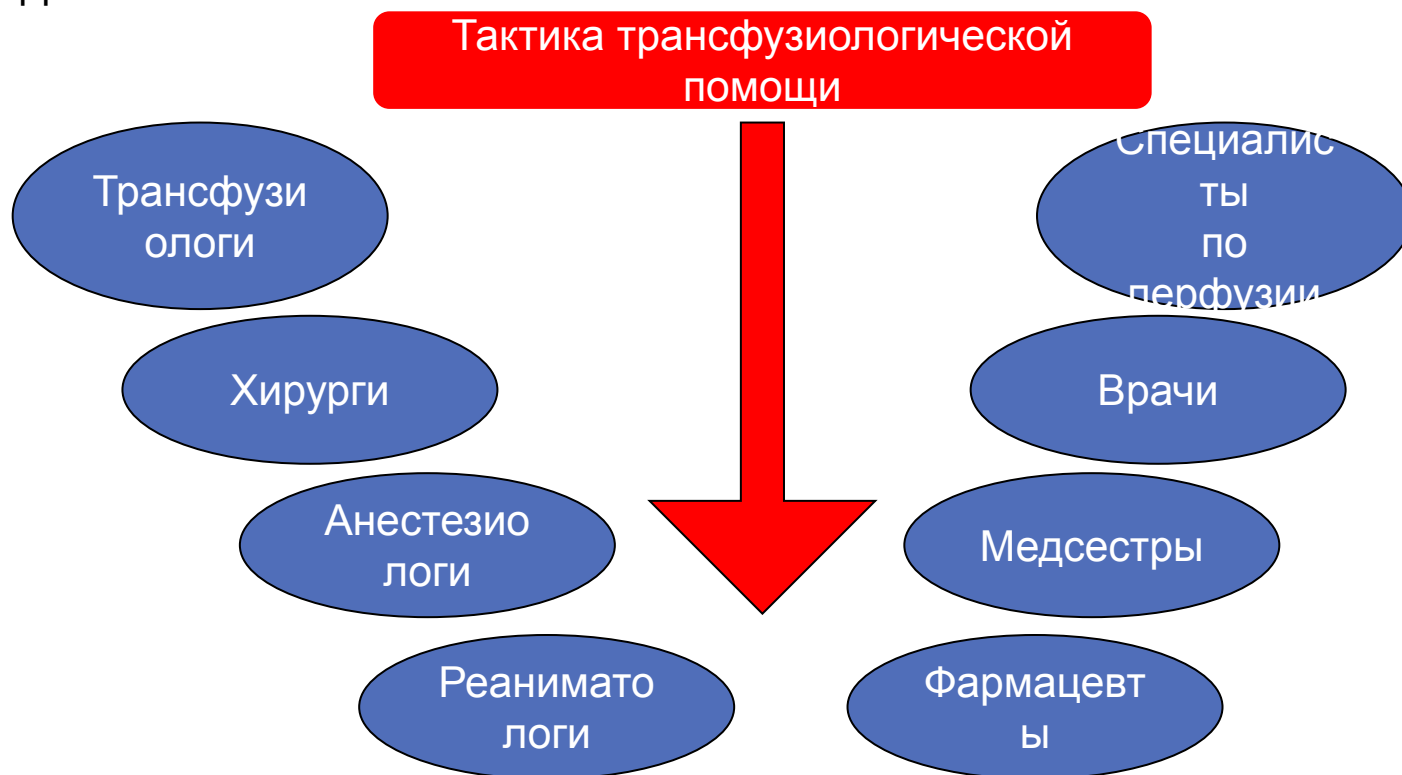 Тактика трансфузиологической
помощи
Трансфузи
ологи
Хирурги
Анестезио
логи
Реанимато
логи
Специалис
ты
по
перфузии
Врачи
Медсестры
Фармацевт
ы